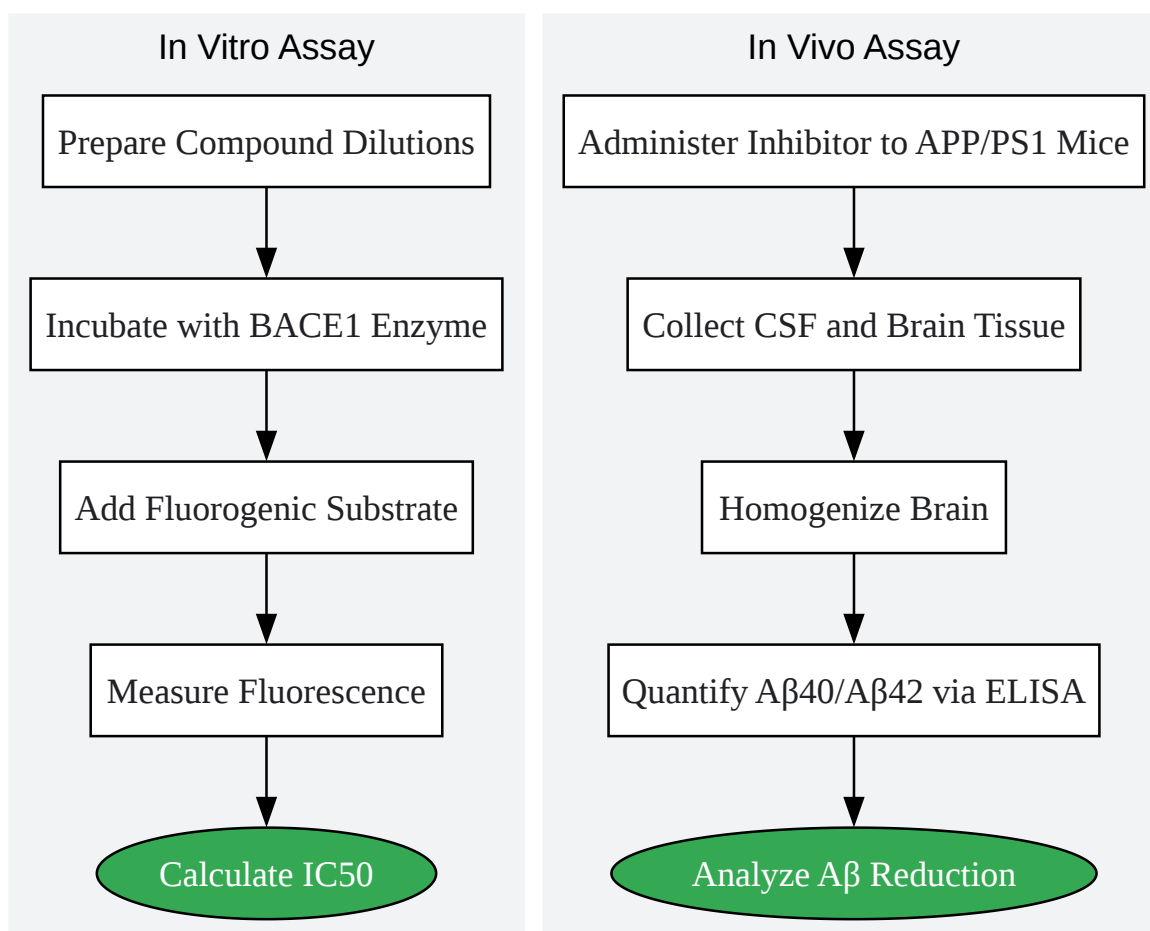 In Vitro Assay
Prepare Compound Dilutions
Incubate with BACE1 Enzyme
Add Fluorogenic Substrate
Measure Fluorescence
Calculate IC50
In Vivo Assay
Administer Inhibitor to APP/PS1 Mice
Collect CSF and Brain Tissue
Homogenize Brain
Quantify Aβ40/Aβ42 via ELISA
Analyze Aβ Reduction